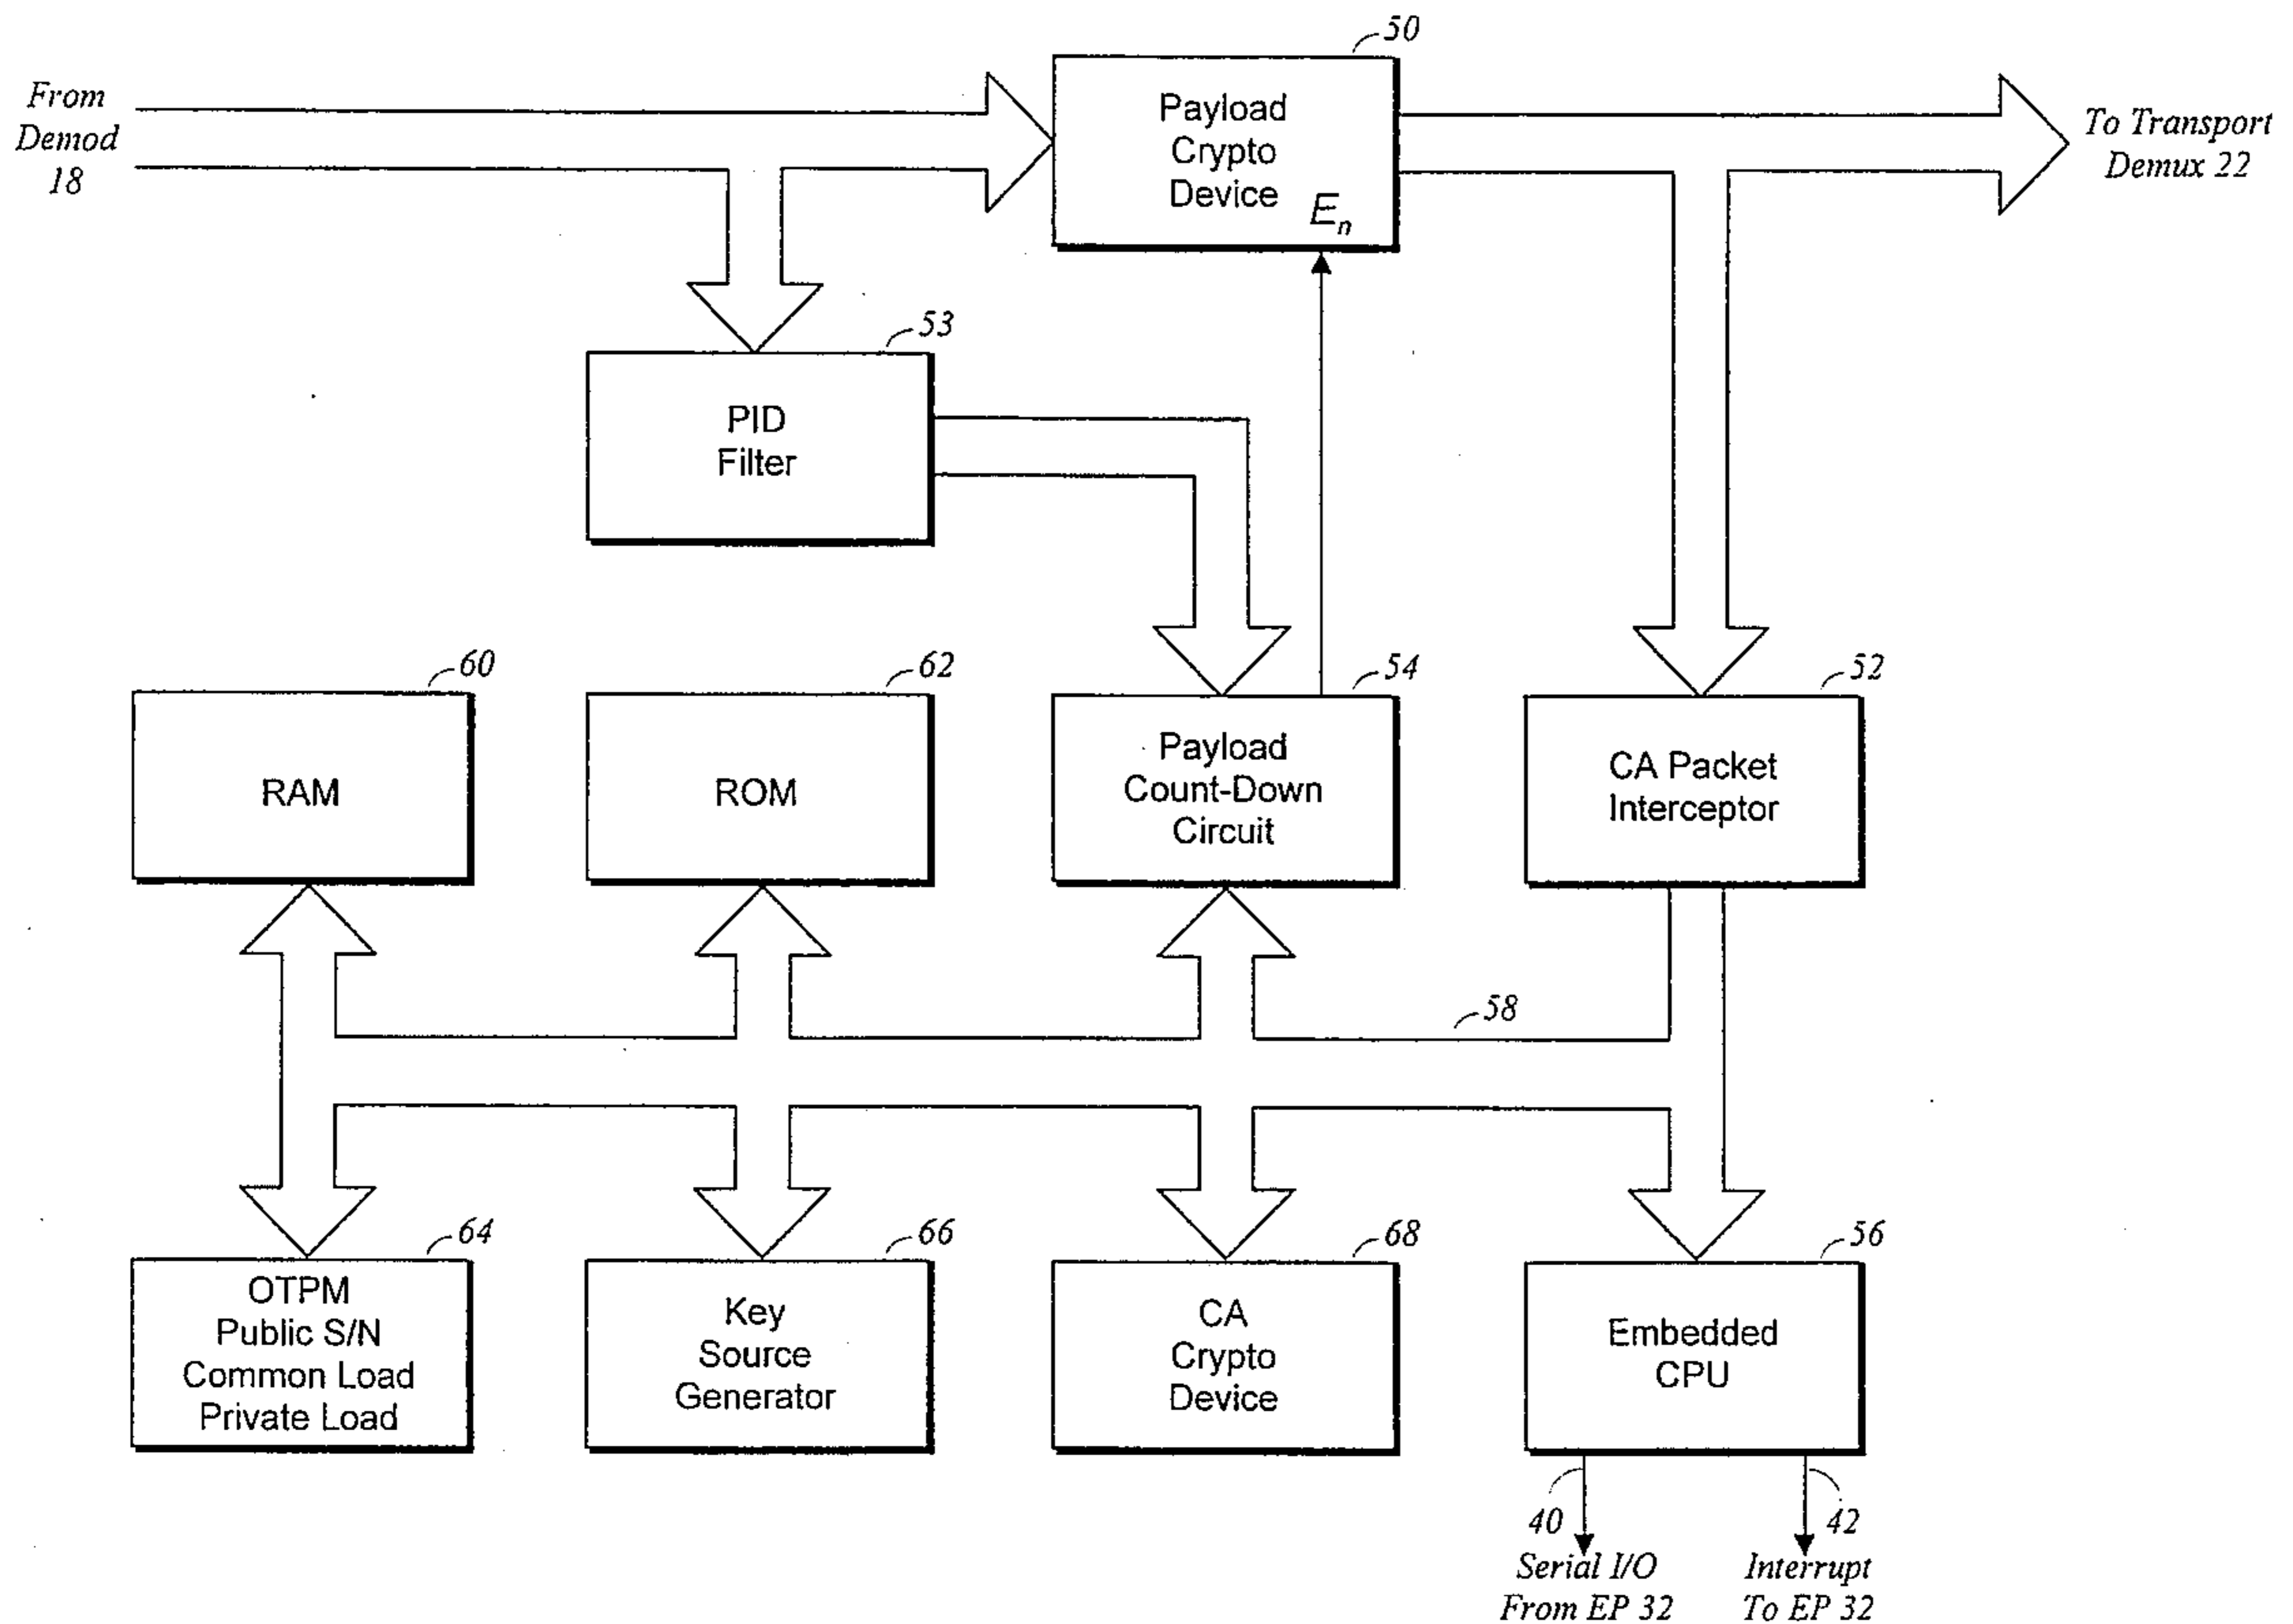 50
From
Demod
18
Payload
Crypto
Device
En
To Transport
Demux 22
53
PID
Filter
60
RAM
62
ROM
54
Payload
Count-Down
Circuit
52
CA Packet
Interceptor
58
64
OTPM
Public S/N
Common Load
Private Load
66
Key
Source
Generator
68
CA
Crypto
Device
56
Embedded
CPU
40
42
Serial I/O
From EP 32
Interrupt
To EP 32